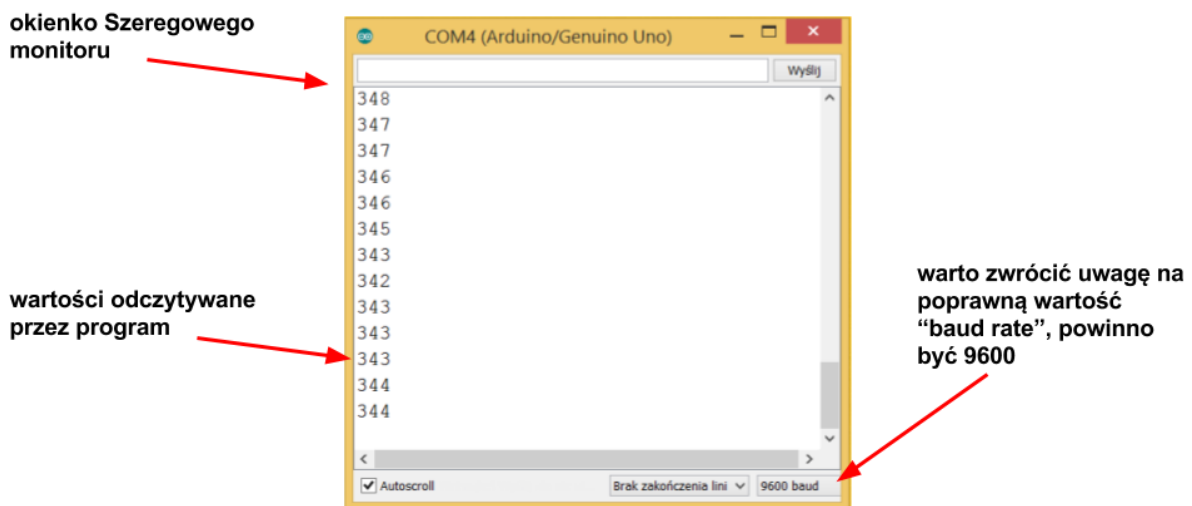 okienko Szeregowego
monitoru
COM4 (Arduino/Genuino Uno)
Wyślij
348
347
347
346
346
345
343
342
343
343
343
344
344
wartości odczytywane
przez program
warto zwrócić uwagę na
poprawną wartość
“baud rate”, powinno
być 9600
Autoscroll
Brak zakończenia lini
9600 baud